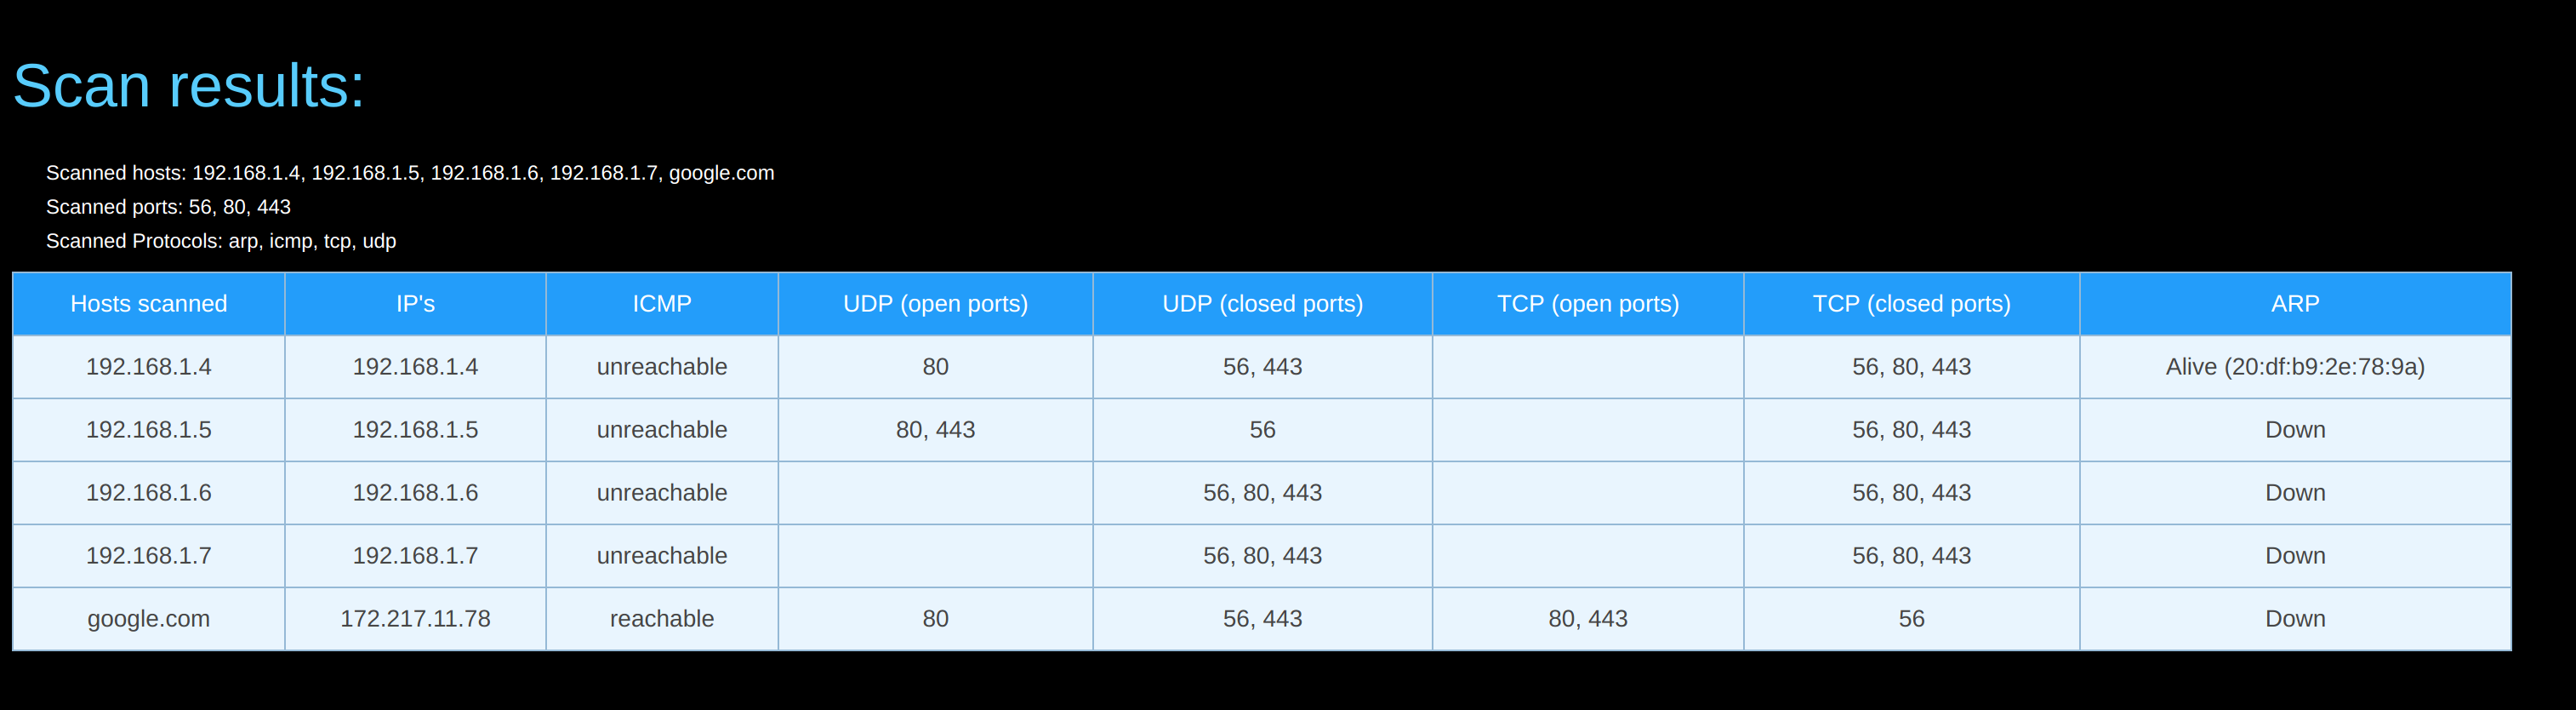 Scan results:
Scanned hosts: 192.168.1.4, 192.168.1.5, 192.168.1.6, 192.168.1.7, google.com
Scanned ports: 56, 80, 443
Scanned Protocols: arp, icmp, tcp, udp
Hosts scanned IP's ICMP UDP (open ports) UDP (closed ports) TCP (open ports) TCP (closed ports) ARP
192.168.1.4 192.168.1.4 unreachable 80 56, 443 56, 80, 443 Alive (20:df:b9:2e:78:9a)
192.168.1.5 192.168.1.5 unreachable 80, 443 56 56, 80, 443 Down
192.168.1.6 192.168.1.6 unreachable 56, 80, 443 56, 80, 443 Down
192.168.1.7 192.168.1.7 unreachable 56, 80, 443 56, 80, 443 Down
google.com 172.217.11.78 reachable 80 56, 443 80, 443 56 Down